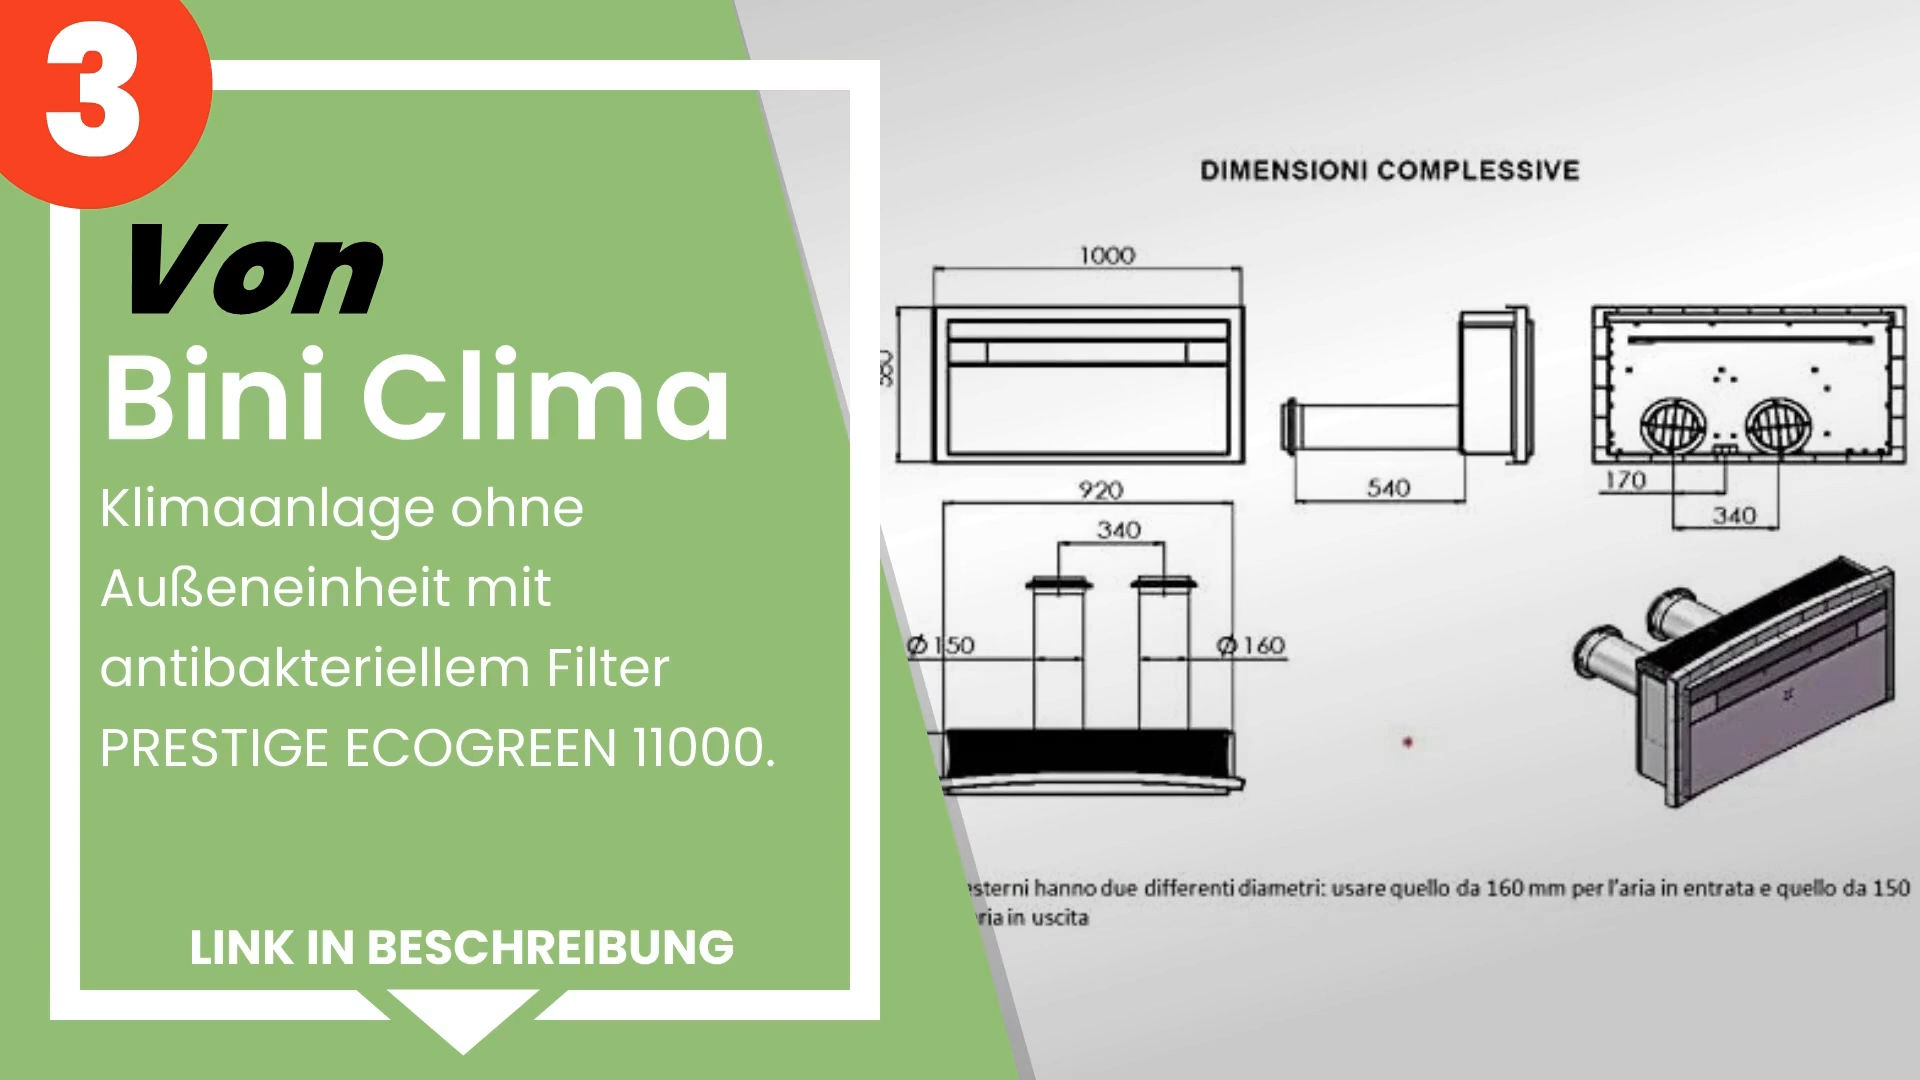 3
Von
Bini Clima
Klimaanlage ohne
Außeneinheit mit
antibakteriellem Filter
PRESTIGE ECOGREEN 11000.
LINK IN BESCHREIBUNG
DIMENSIONI COMPLESSIVE
1000
540
170
340
920
340
Ø 150
Ø 160
hanno due differenti diametri: usare quello da 160 mm per l'aria in entrata e quello da 150
in uscita